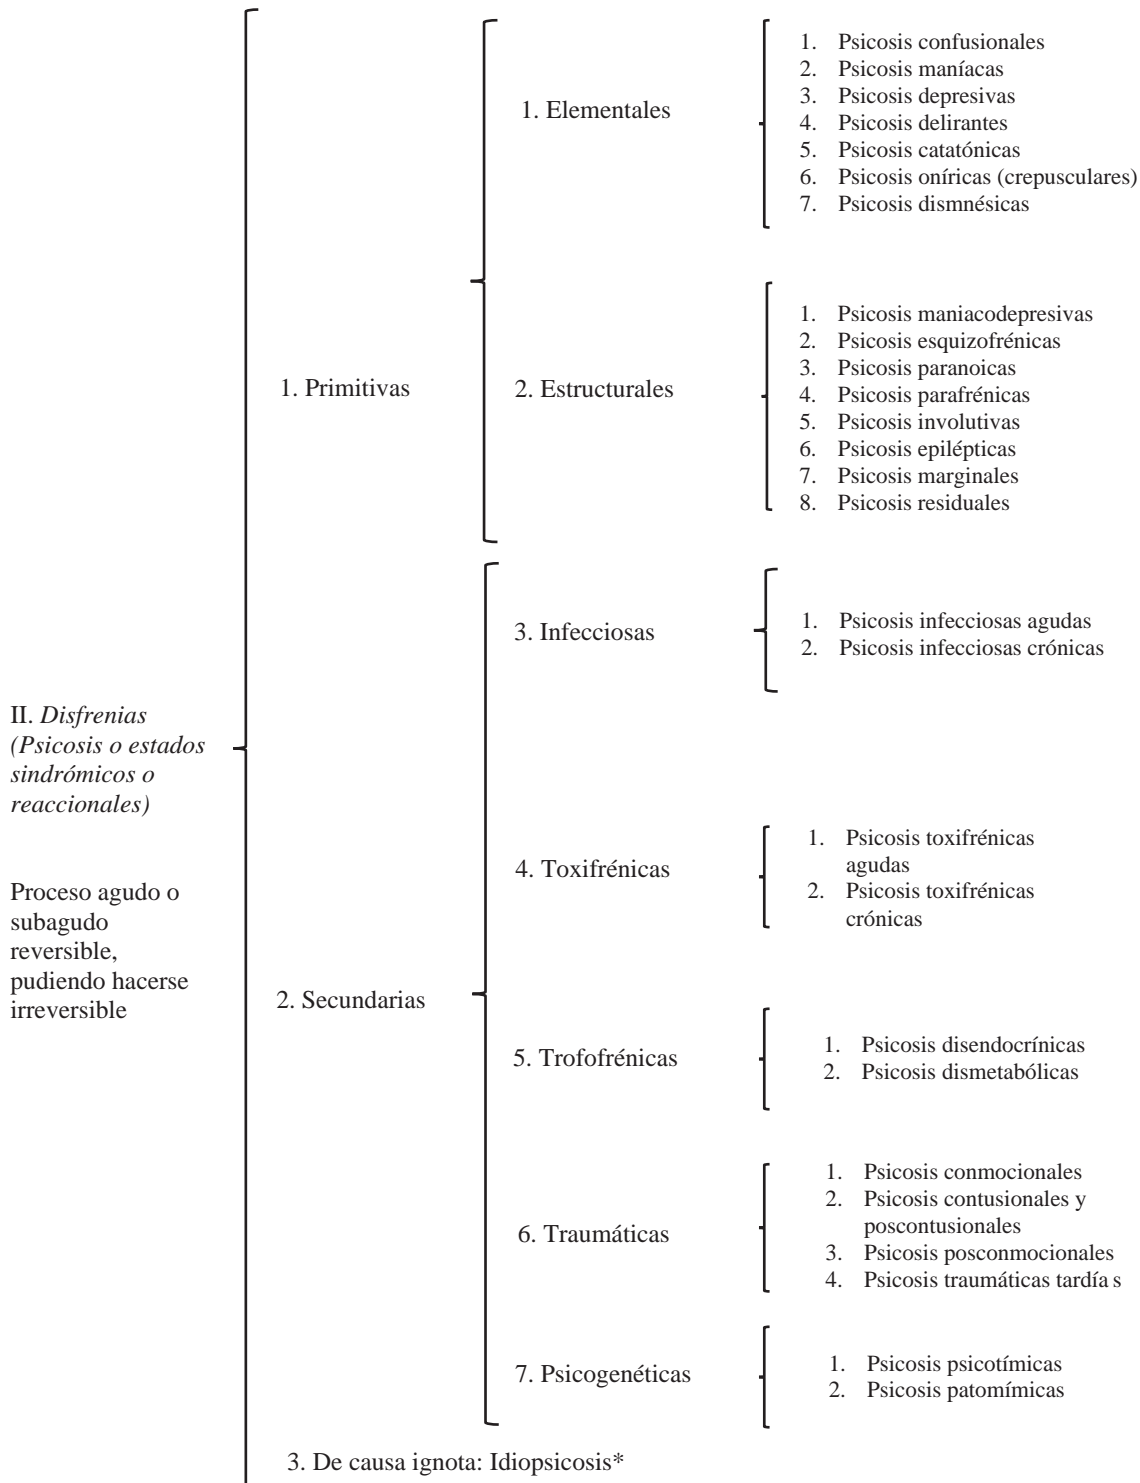 1. Psicosis confusionales
2. Psicosis maníacas
3. Psicosis depresivas
4. Psicosis delirantes
5. Psicosis catatónicas
6. Psicosis oníricas (crepusculares)
7. Psicosis dismnésicas
1. Elementales
1. Psicosis maniacodepresivas
2. Psicosis esquizofrénicas
3. Psicosis paranoicas
4. Psicosis parafrénicas
5. Psicosis involutivas
6. Psicosis epilépticas
7. Psicosis marginales
8. Psicosis residuales
1. Primitivas
2. Estructurales
3. Infecciosas
1. Psicosis infecciosas agudas
2. Psicosis infecciosas crónicas
II. Disfrenias
(Psicosis o estados
sindrómicos o
reaccionales)
Proceso agudo o
subagudo
reversible,
pudiendo hacerse
irreversible
4. Toxifrénicas
1. Psicosis toxifrénicas
agudas
2. Psicosis toxifrénicas
crónicas
2. Secundarias
5. Trofofrénicas
1. Psicosis disendocrínicas
2. Psicosis dismetabólicas
6. Traumáticas
1. Psicosis conmocionales
2. Psicosis contusionales y
poscontusionales
3. Psicosis posconmocionales
4. Psicosis traumáticas tardía s
7. Psicogenéticas
1. Psicosis psicotímicas
2. Psicosis patomímicas
3. De causa ignota: Idiopsicosis*